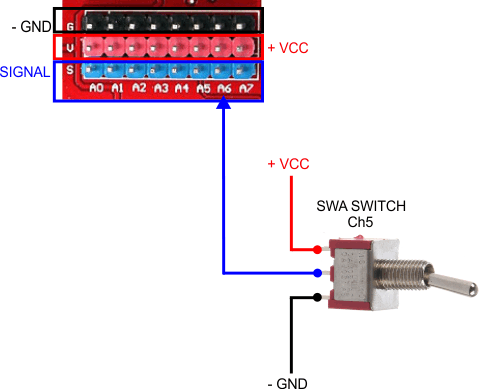 - GND
G
V
+ VCC
S
SIGNAL
A0 A1 A2 A3 A4 A5 A6 A7
+ VCC
SWA SWITCH
Ch5
- GND